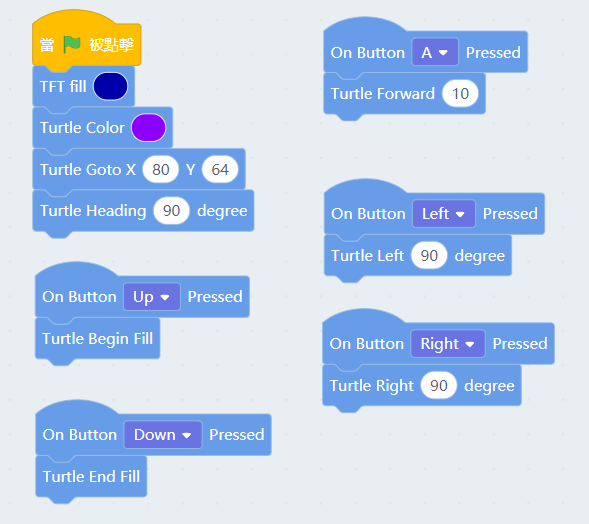 當 被點擊
TFT fill
Turtle Color
Turtle Goto X 80 Y 64
Turtle Heading 90 degree
On Button Up Pressed
Turtle Begin Fill
On Button Down Pressed
Turtle End Fill
On Button A Pressed
Turtle Forward 10
On Button Left Pressed
Turtle Left 90 degree
On Button Right Pressed
Turtle Right 90 degree